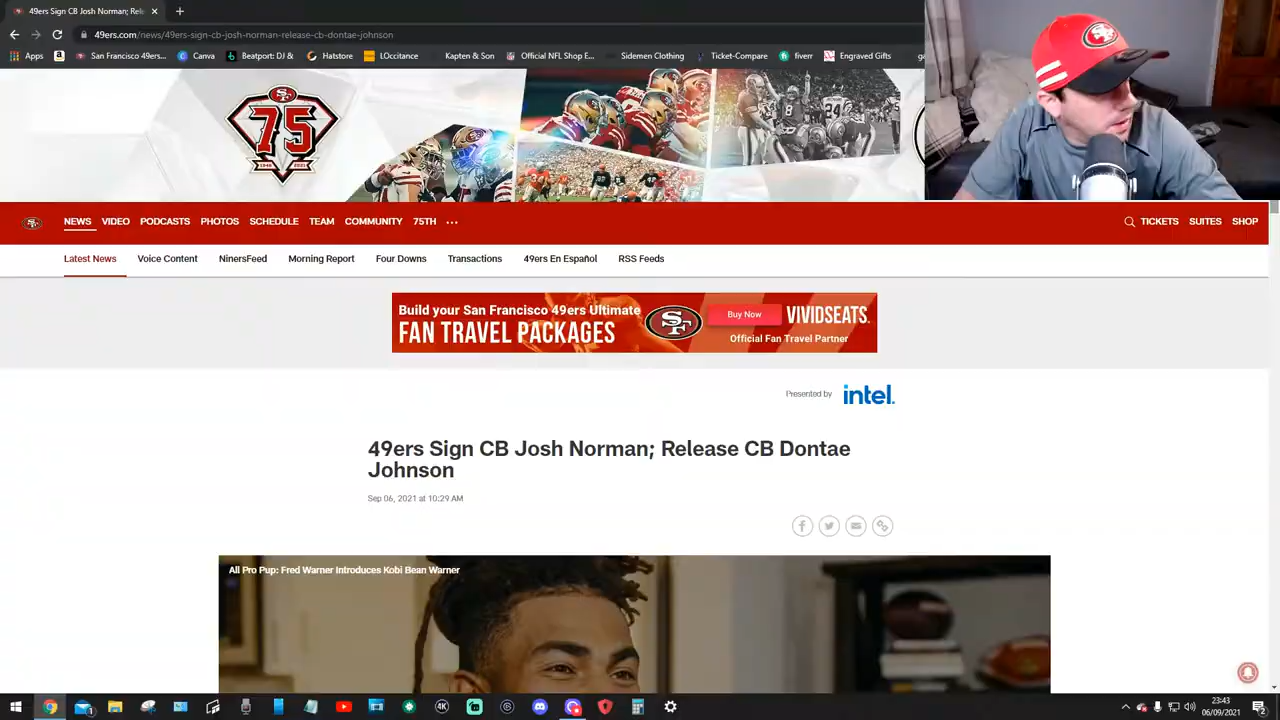 49ers Sign CB Josh Norman; Rele
49ers.com/news/49ers-sign-cb-josh-norman-release-cb-dontae-johnson
Apps
San Francisco 49ers...
Canva
Beatport: DJ &
Hatstore
LOccitance
Kapten & Son
Official NFL Shop E...
Sidemen Clothing
Ticket-Compare
fiverr
Engraved Gifts
75
NEWS VIDEO PODCASTS PHOTOS SCHEDULE TEAM COMMUNITY 75TH ...
TICKETS SUITES SHOP
Latest News Voice Content NinersFeed Morning Report Four Downs Transactions 49ers En Español RSS Feeds
Build your San Francisco 49ers Ultimate
FAN TRAVEL PACKAGES
SF
Buy Now
VIVIDSEATS.
Official Fan Travel Partner
Presented by intel.
49ers Sign CB Josh Norman; Release CB Dontae
Johnson
Sep 06, 2021 at 10:29 AM
All Pro Pup: Fred Warner Introduces Kobi Bean Warner
23:43
06/09/2021